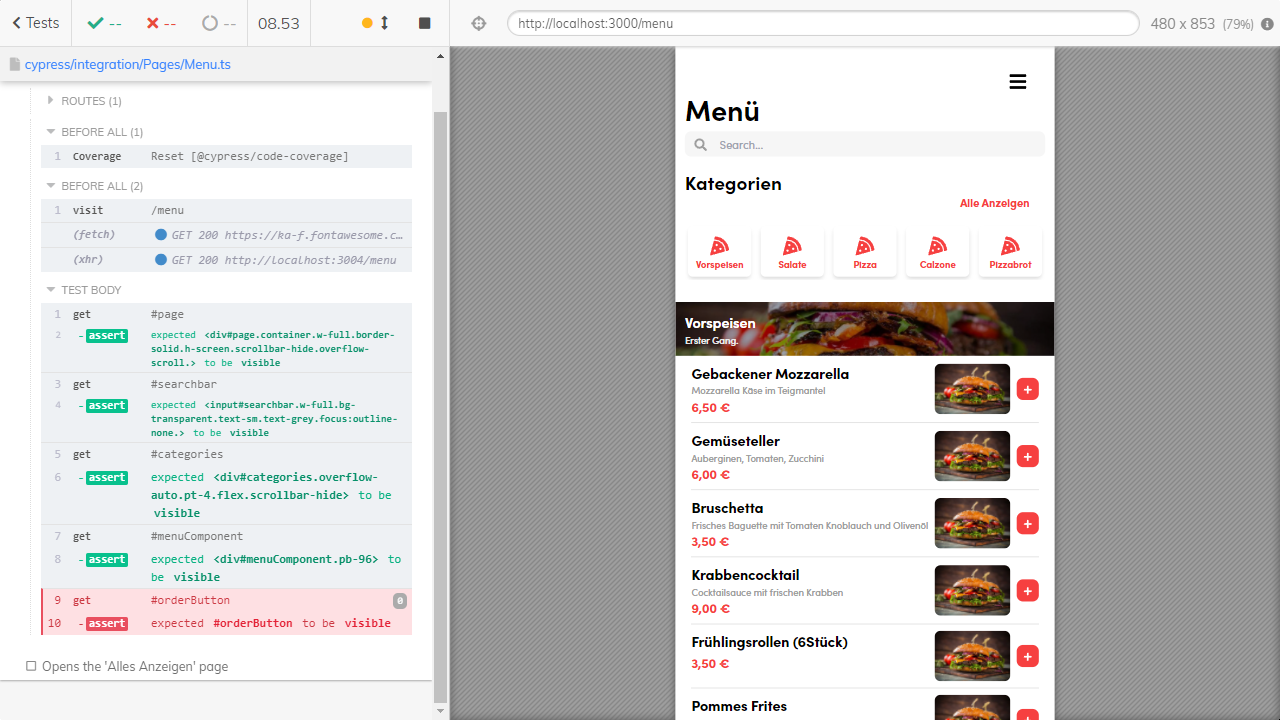 Tests
--
--
--
08.53
http://localhost:3000/menu
480 x 853 (79%)
cypress/integration/Pages/Menu.ts
ROUTES (1)
BEFORE ALL (1)
1 Coverage Reset [@cypress/code-coverage]
BEFORE ALL (2)
1 visit /menu
(fetch) GET 200 https://ka-f.fontawesome.c…
(xhr) GET 200 http://localhost:3004/menu
TEST BODY
1 get #page
2 -assert expected <div#page.container.w-full.border-
solid.h-screen.scrollbar-hide.overflow-
scroll.> to be visible
3 get #searchbar
4 -assert expected <input#searchbar.w-full.bg-
transparent.text-sm.text-grey.focus:outline-
none.> to be visible
5 get #categories
6 -assert expected <div#categories.overflow-
auto.pt-4.flex.scrollbar-hide> to be
visible
7 get #menuComponent
8 -assert expected <div#menuComponent.pb-96> to
be visible
9 get #orderButton 0
10 -assert expected #orderButton to be visible
Opens the 'Alles Anzeigen' page
Menü
Search...
Kategorien
Alle Anzeigen
Vorspeisen Salate Pizza Calzone Pizzabrot
Vorspeisen
Erster Gang.
Gebackener Mozzarella
Mozzarella Käse im Teigmantel
6,50 €
+
Gemüseteller
Auberginen, Tomaten, Zucchini
6,00 €
+
Bruschetta
Frisches Baguette mit Tomaten Knoblauch und Olivenöl
3,50 €
+
Krabbencocktail
Cocktailsauce mit frischen Krabben
9,00 €
+
Frühlingsrollen (6Stück)
3,50 €
+
Pommes Frites
+